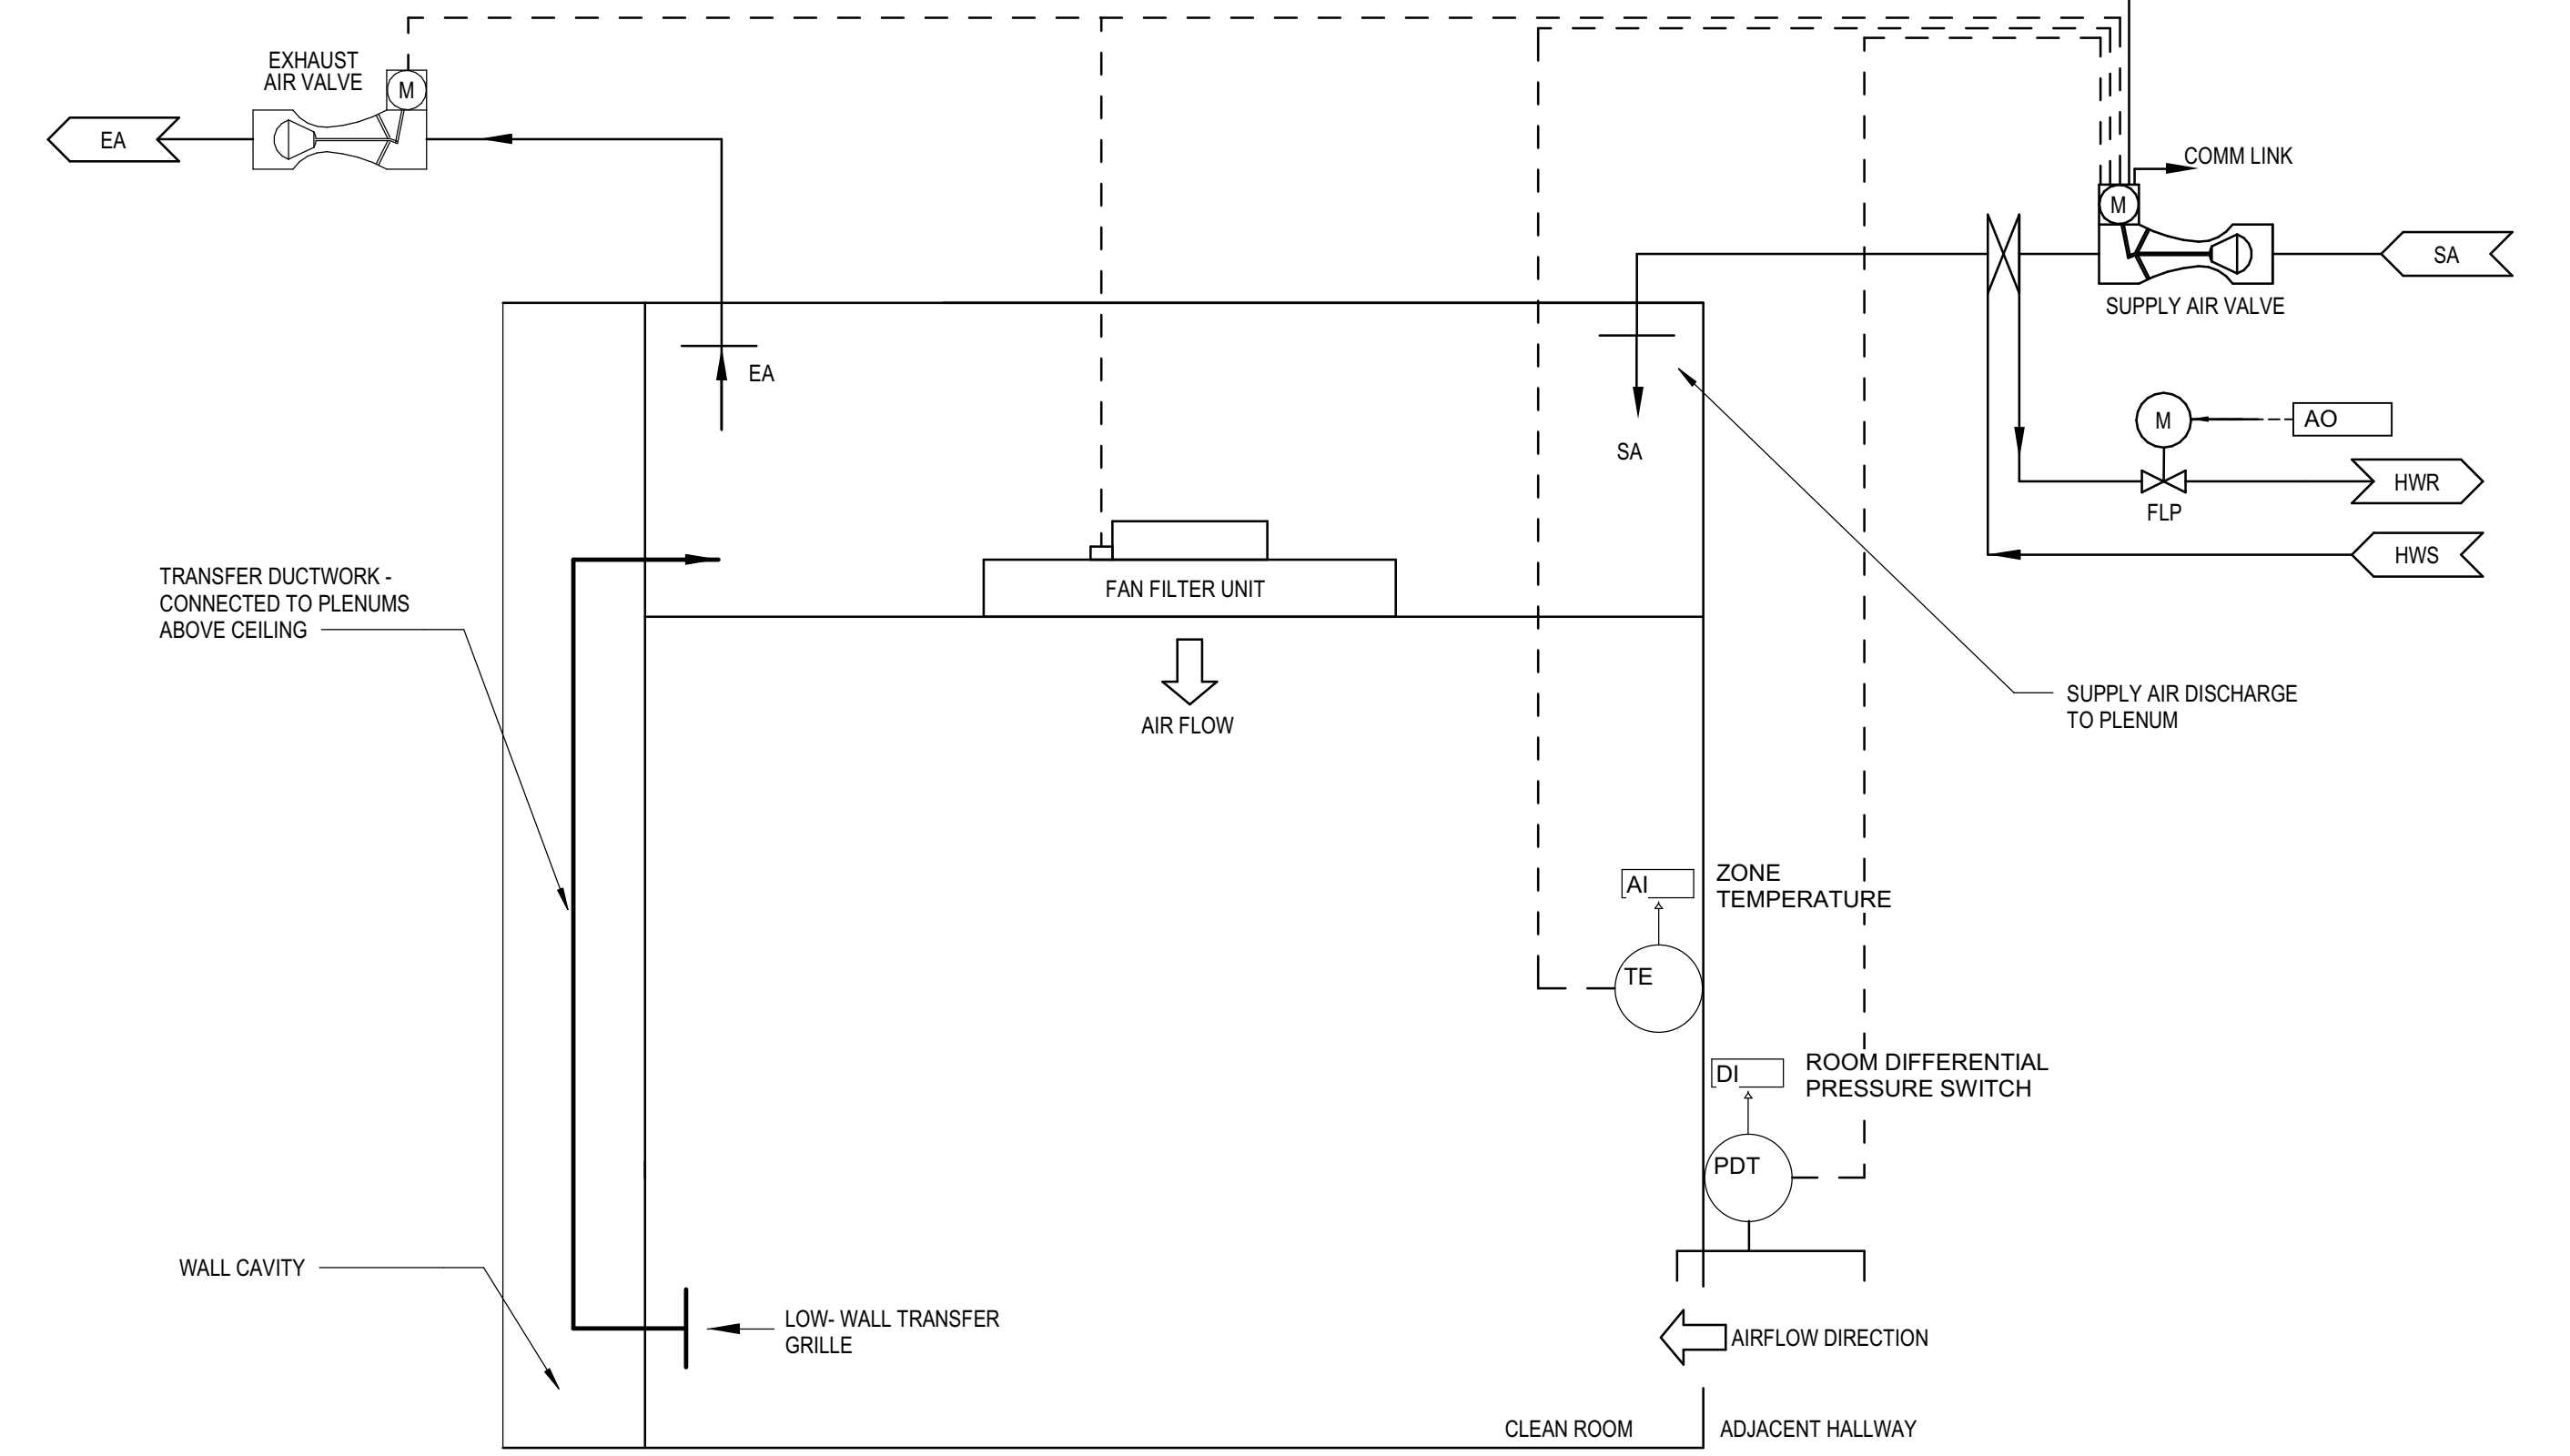 EXHAUST
AIR VALVE
M
EA
COMM LINK
M
SA
SUPPLY AIR VALVE
EA
SA
M
AO
HWR
FLP
HWS
TRANSFER DUCTWORK -
CONNECTED TO PLENUMS
ABOVE CEILING
FAN FILTER UNIT
AIR FLOW
SUPPLY AIR DISCHARGE
TO PLENUM
AI
ZONE
TEMPERATURE
TE
DI
ROOM DIFFERENTIAL
PRESSURE SWITCH
PDT
WALL CAVITY
LOW- WALL TRANSFER
GRILLE
AIRFLOW DIRECTION
CLEAN ROOM
ADJACENT HALLWAY